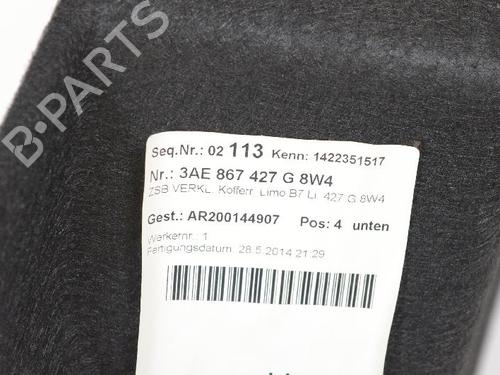 B-PARTS
Seq.Nr.: 02 113 Kenn: 1422351517
Nr.: 3AE 867 427 G 8W4
ZSB VERKL. Kofferr. Limo B7 Li. 427 G 8W4
Gest.: AR200144907 Pos: 4 unten
Werkernr.: 1
Fertigungsdatum: 28.5.2014 21:29